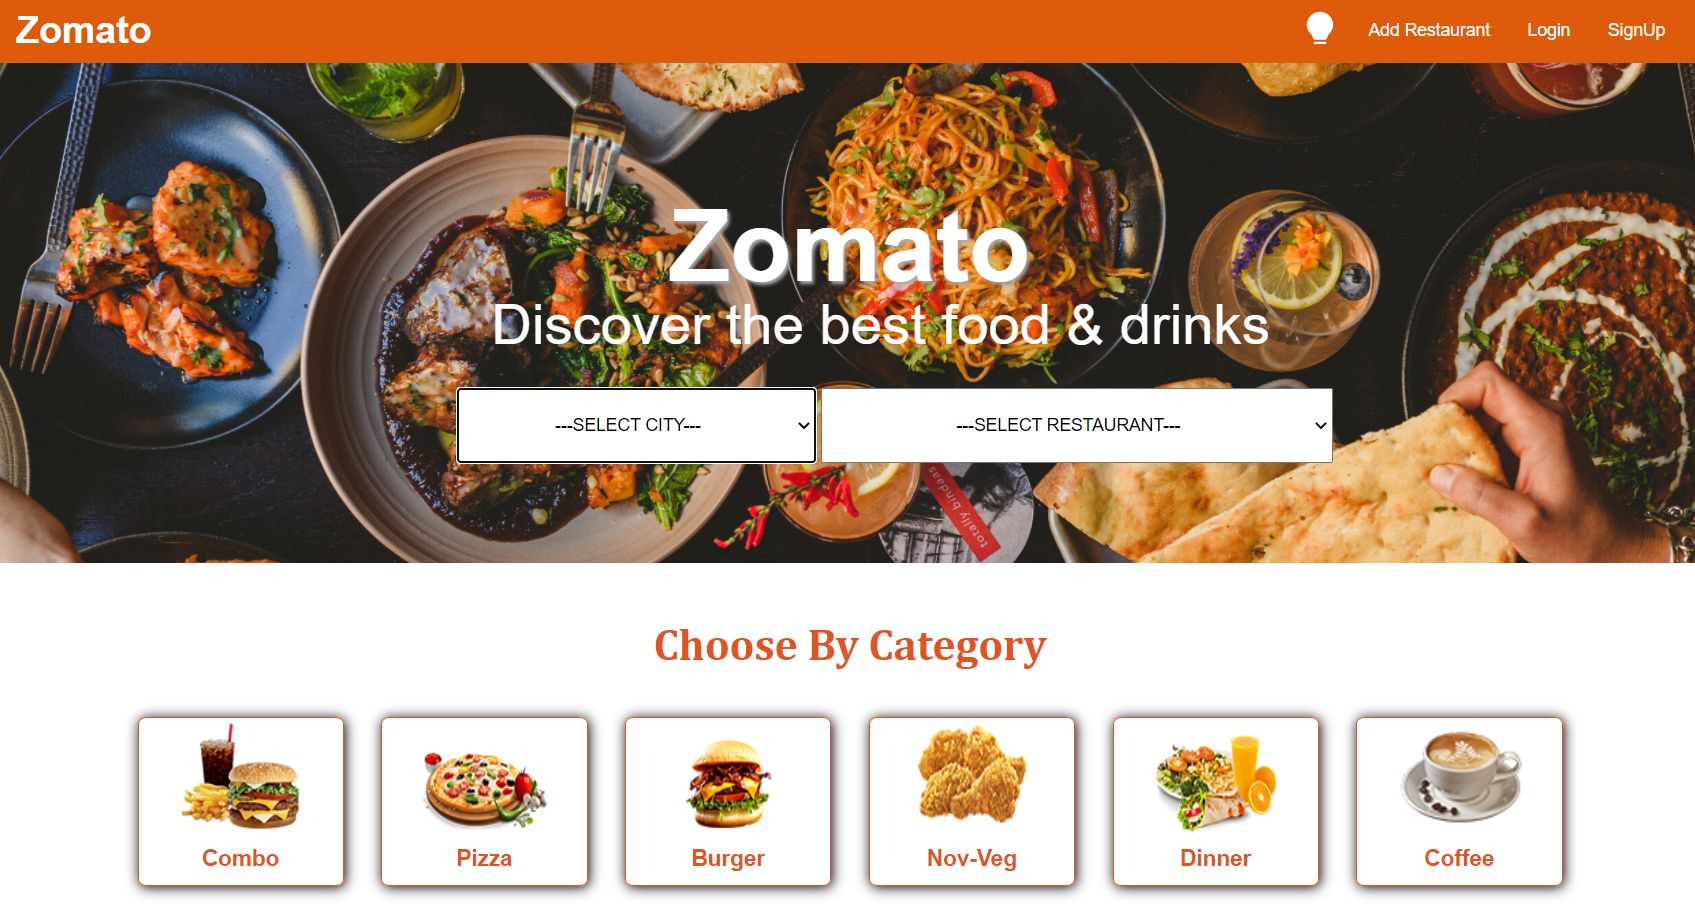 Zomato
Add Restaurant Login SignUp
Zomato
Discover the best food & drinks
---SELECT CITY--- ---SELECT RESTAURANT---
totally bindaas
Choose By Category
Combo Pizza Burger Nov-Veg Dinner Coffee